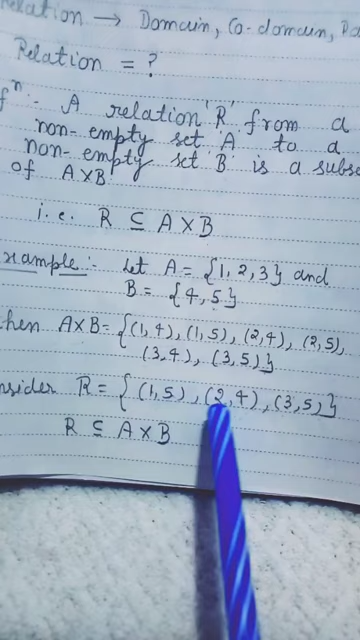 → Domain, Co-domain,
Relation = ?
A relation 'R' from a
non-empty set A to a
non-empty set 'B' is a
of A×B
i.e. R ⊆ A×B
Let A = {1, 2, 3} and
B = {4, 5}
A×B = {(1,4), (1,5), (2,4), (2,5),
(3,4), (3,5)}
R = {(1,5), (2,4), (3,5)}
R ⊆ A×B